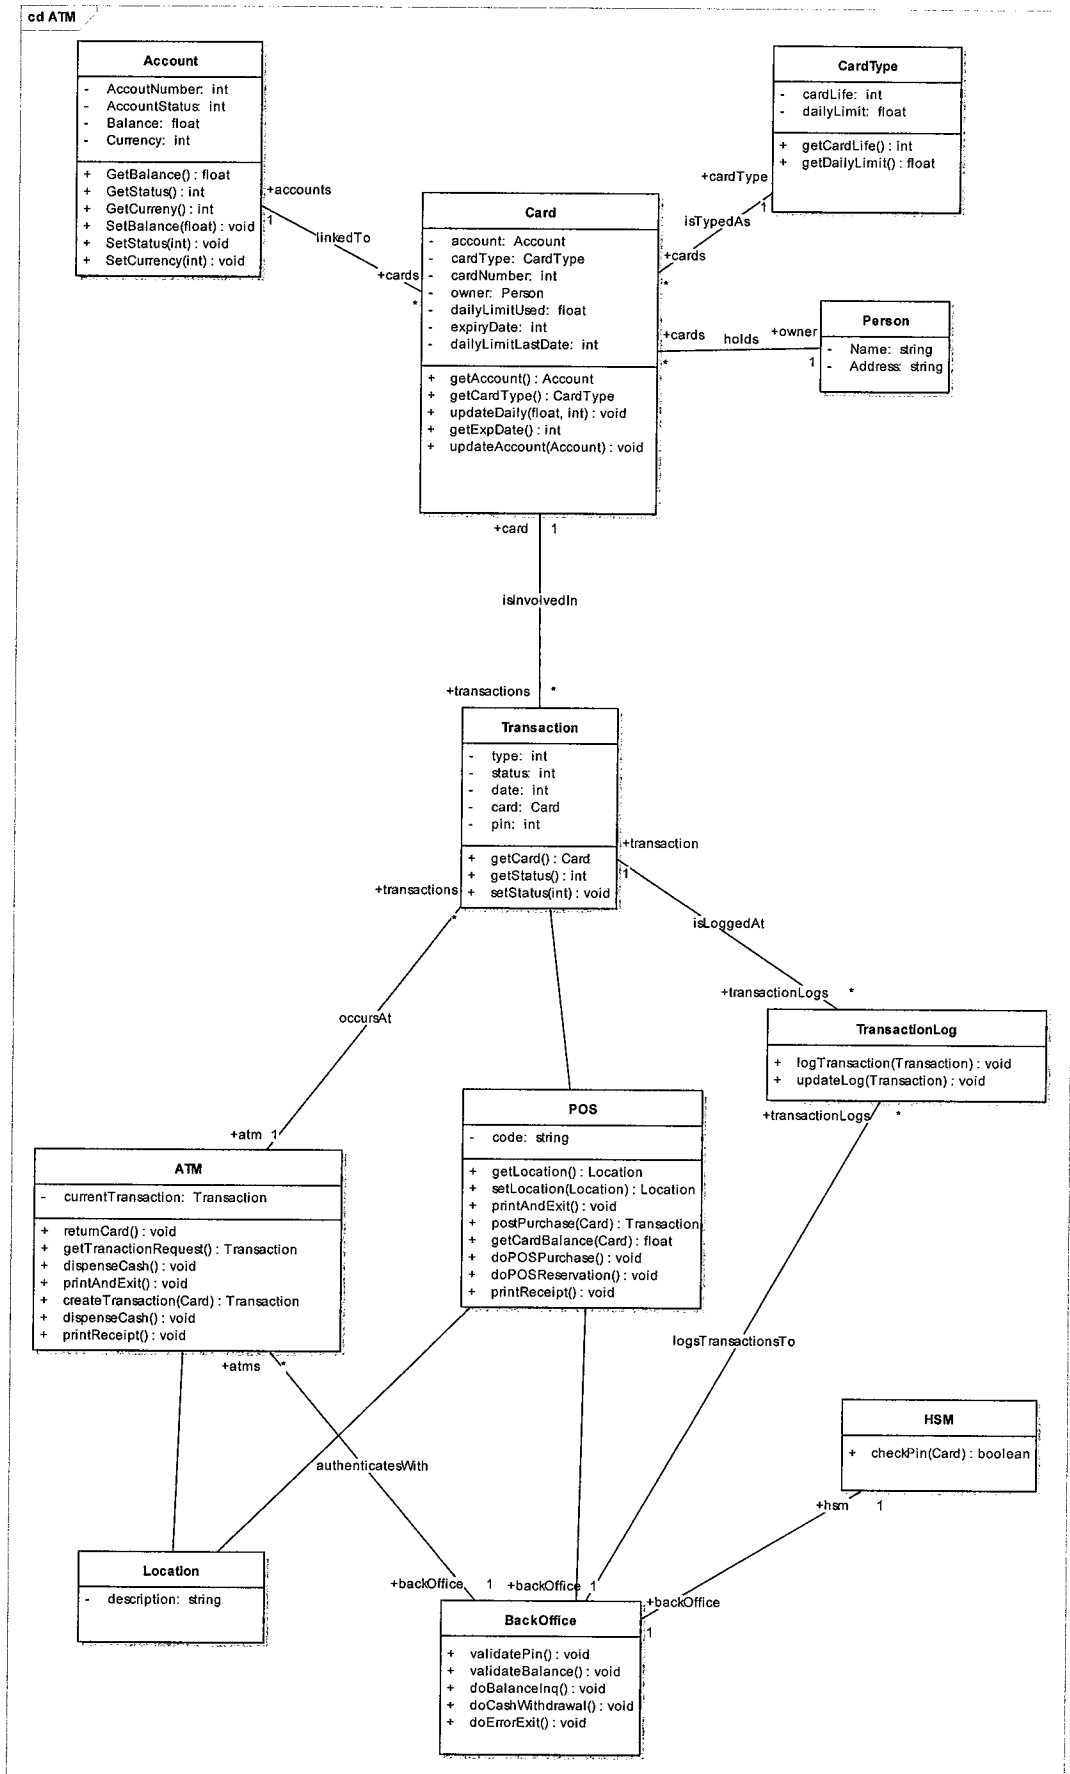 cd ATM
Account
- AccoutNumber: int
- AccountStatus: int
- Balance: float
- Currency: int
+ GetBalance() : float
+ GetStatus() : int
+ GetCurreny() : int
+ SetBalance(float) : void
+ SetStatus(int) : void
+ SetCurrency(int) : void
CardType
- cardLife: int
- dailyLimit: float
+ getCardLife() : int
+ getDailyLimit() : float
+accounts
1
linkedTo
+cards
*
+cardType
1
isTypedAs
+cards
*
Card
- account: Account
- cardType: CardType
- cardNumber: int
- owner: Person
- dailyLimitUsed: float
- expiryDate: int
- dailyLimitLastDate: int
+ getAccount() : Account
+ getCardType() : CardType
+ updateDaily(float, int) : void
+ getExpDate() : int
+ updateAccount(Account) : void
+cards holds +owner
* 1
Person
- Name: string
- Address: string
+card 1
isInvolvedIn
+transactions *
Transaction
- type: int
- status: int
- date: int
- card: Card
- pin: int
+ getCard() : Card
+ getStatus() : int
+ setStatus(int) : void
+transaction
1
isLoggedAt
+transactionLogs *
+transactions
*
occursAt
+atm 1
TransactionLog
+ logTransaction(Transaction) : void
+ updateLog(Transaction) : void
+transactionLogs *
POS
- code: string
+ getLocation() : Location
+ setLocation(Location) : Location
+ printAndExit() : void
+ postPurchase(Card) : Transaction
+ getCardBalance(Card) : float
+ doPOSPurchase() : void
+ doPOSReservation() : void
+ printReceipt() : void
ATM
- currentTransaction: Transaction
+ returnCard() : void
+ getTranactionRequest() : Transaction
+ dispenseCash() : void
+ printAndExit() : void
+ createTransaction(Card) : Transaction
+ dispenseCash() : void
+ printReceipt() : void
+atms *
logsTransactionsTo
authenticatesWith
HSM
+ checkPin(Card) : boolean
+hsm 1
Location
- description: string
+backOffice 1
+backOffice 1
+backOffice
1
BackOffice
+ validatePin() : void
+ validateBalance() : void
+ doBalanceInq() : void
+ doCashWithdrawal() : void
+ doErrorExit() : void